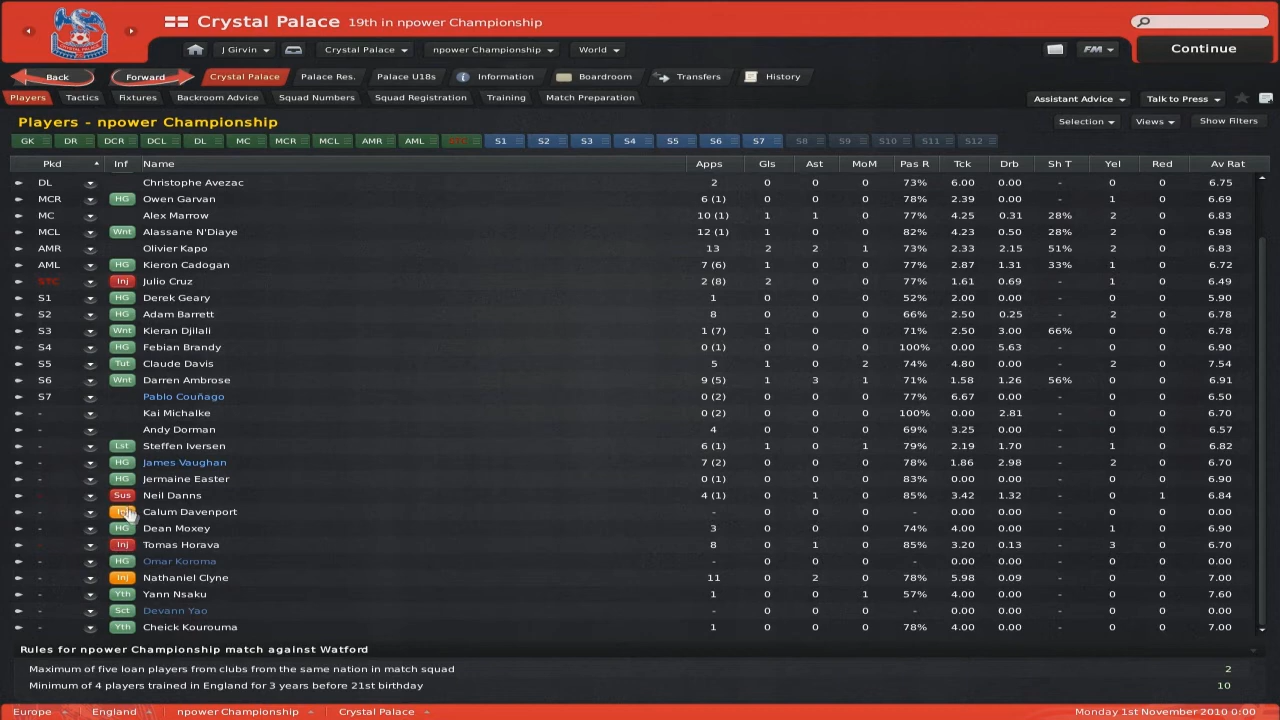 Crystal Palace 19th in npower Championship
J Girvin Crystal Palace npower Championship World FM Continue
Back Forward Crystal Palace Palace Res. Palace U18s Information Boardroom Transfers History
Players Tactics Fixtures Backroom Advice Squad Numbers Squad Registration Training Match Preparation Assistant Advice Talk to Press
Players - npower Championship Selection Views Show Filters
GK DR DCR DCL DL MC MCR MCL AMR AML STC S1 S2 S3 S4 S5 S6 S7 S8 S9 S10 S11 S12
Pkd Inf Name Apps Gls Ast MoM Pas R Tck Drb Sh T Yel Red Av Rat
DL Christophe Avezac 2 0 0 0 73% 6.00 0.00 - 0 0 6.75
MCR HG Owen Garvan 6 (1) 0 0 0 78% 2.39 0.00 - 1 0 6.69
MC Alex Marrow 10 (1) 1 1 0 77% 4.25 0.31 28% 2 0 6.83
MCL Wnt Alassane N'Diaye 12 (1) 1 0 0 82% 4.23 0.50 28% 2 0 6.98
AMR Olivier Kapo 13 2 2 1 73% 2.33 2.15 51% 2 0 6.83
AML HG Kieron Cadogan 7 (6) 1 0 0 77% 2.87 1.31 33% 1 0 6.72
STC Inj Julio Cruz 2 (8) 2 0 0 77% 1.61 0.69 - 1 0 6.49
S1 HG Derek Geary 1 0 0 0 52% 2.00 0.00 - 0 0 5.90
S2 HG Adam Barrett 8 0 0 0 66% 2.50 0.25 - 2 0 6.78
S3 Wnt Kieran Djilali 1 (7) 1 0 0 71% 2.50 3.00 66% 0 0 6.78
S4 HG Febian Brandy 0 (1) 0 0 0 100% 0.00 5.63 - 0 0 6.90
S5 Tut Claude Davis 5 1 0 2 74% 4.80 0.00 - 2 0 7.54
S6 Wnt Darren Ambrose 9 (5) 1 3 1 71% 1.58 1.26 56% 0 0 6.91
S7 Pablo Couñago 0 (2) 0 0 0 71% 6.67 0.00 - 0 0 6.50
- Kai Michalke 0 (2) 0 0 0 100% 0.00 2.81 - 0 0 6.70
- Andy Dorman 4 0 0 0 69% 3.25 0.00 - 0 0 6.57
- Lst Steffen Iversen 6 (1) 1 0 1 79% 2.19 1.70 - 1 0 6.82
- HG James Vaughan 7 (2) 0 0 0 78% 1.86 2.98 - 2 0 6.70
- HG Jermaine Easter 0 (1) 0 0 0 83% 0.00 0.00 - 0 0 6.90
- Sus Neil Danns 4 (1) 0 1 0 85% 3.42 1.32 - 0 1 6.84
- Calum Davenport - 0 0 0 - 0.00 0.00 - 0 0 0.00
- HG Dean Moxey 3 0 0 0 74% 4.00 0.00 - 1 0 6.90
- Inj Tomas Horava 8 0 1 0 85% 3.20 0.13 - 3 0 6.70
- HG Omar Koroma - 0 0 0 - 0.00 0.00 - 0 0 0.00
- Inj Nathaniel Clyne 11 0 2 0 78% 5.98 0.09 - 0 0 7.00
- Yth Yann Nsaku 1 0 0 1 57% 4.00 0.00 - 0 0 7.60
- Sct Devann Yao - 0 0 0 - 0.00 0.00 - 0 0 0.00
- Yth Cheick Kourouma 1 0 0 0 78% 4.00 0.00 - 0 0 7.00
Rules for npower Championship match against Watford
Maximum of five loan players from clubs from the same nation in match squad 2
Minimum of 4 players trained in England for 3 years before 21st birthday 10
Europe England npower Championship Crystal Palace Monday 1st November 2010 0:00